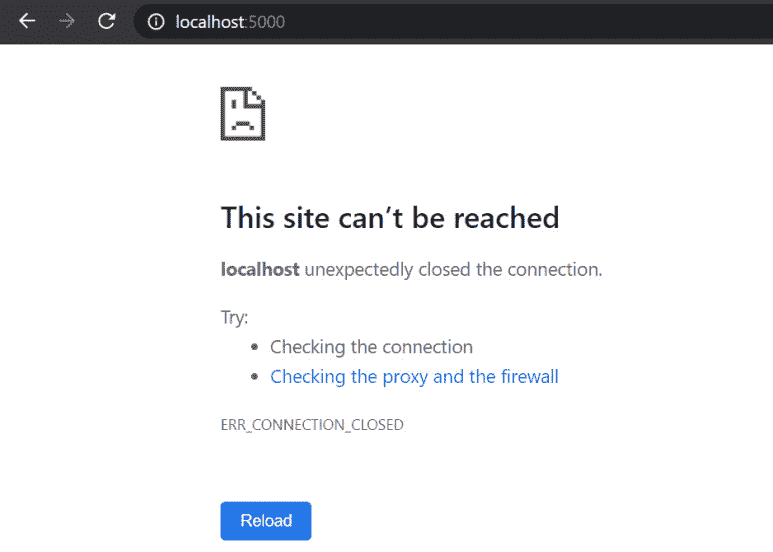 localhost:5000
This site can’t be reached
localhost unexpectedly closed the connection.
Try:
Checking the connection
Checking the proxy and the firewall
ERR_CONNECTION_CLOSED
Reload